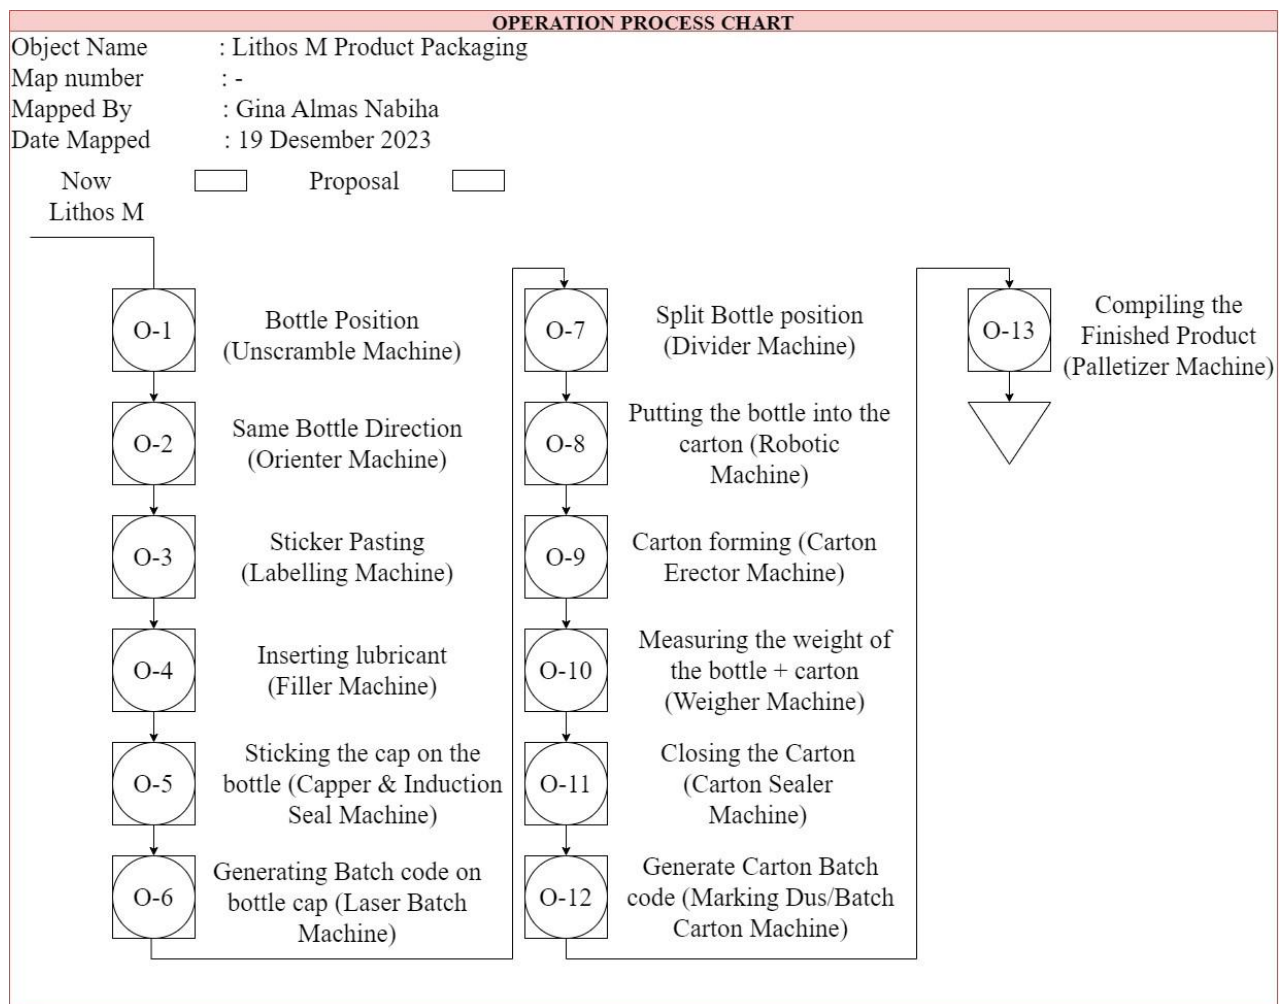 OPERATION PROCESS CHART
Object Name : Lithos M Product Packaging
Map number : -
Mapped By : Gina Almas Nabiha
Date Mapped : 19 Desember 2023
Now Proposal
Lithos M
O-1
Bottle Position
(Unscramble Machine)
O-2
Same Bottle Direction
(Orienter Machine)
O-3
Sticker Pasting
(Labelling Machine)
O-4
Inserting lubricant
(Filler Machine)
O-5
Sticking the cap on the
bottle (Capper & Induction
Seal Machine)
O-6
Generating Batch code on
bottle cap (Laser Batch
Machine)
O-7
Split Bottle position
(Divider Machine)
O-8
Putting the bottle into the
carton (Robotic
Machine)
O-9
Carton forming (Carton
Erector Machine)
O-10
Measuring the weight of
the bottle + carton
(Weigher Machine)
O-11
Closing the Carton
(Carton Sealer
Machine)
O-12
Generate Carton Batch
code (Marking Dus/Batch
Carton Machine)
O-13
Compiling the
Finished Product
(Palletizer Machine)